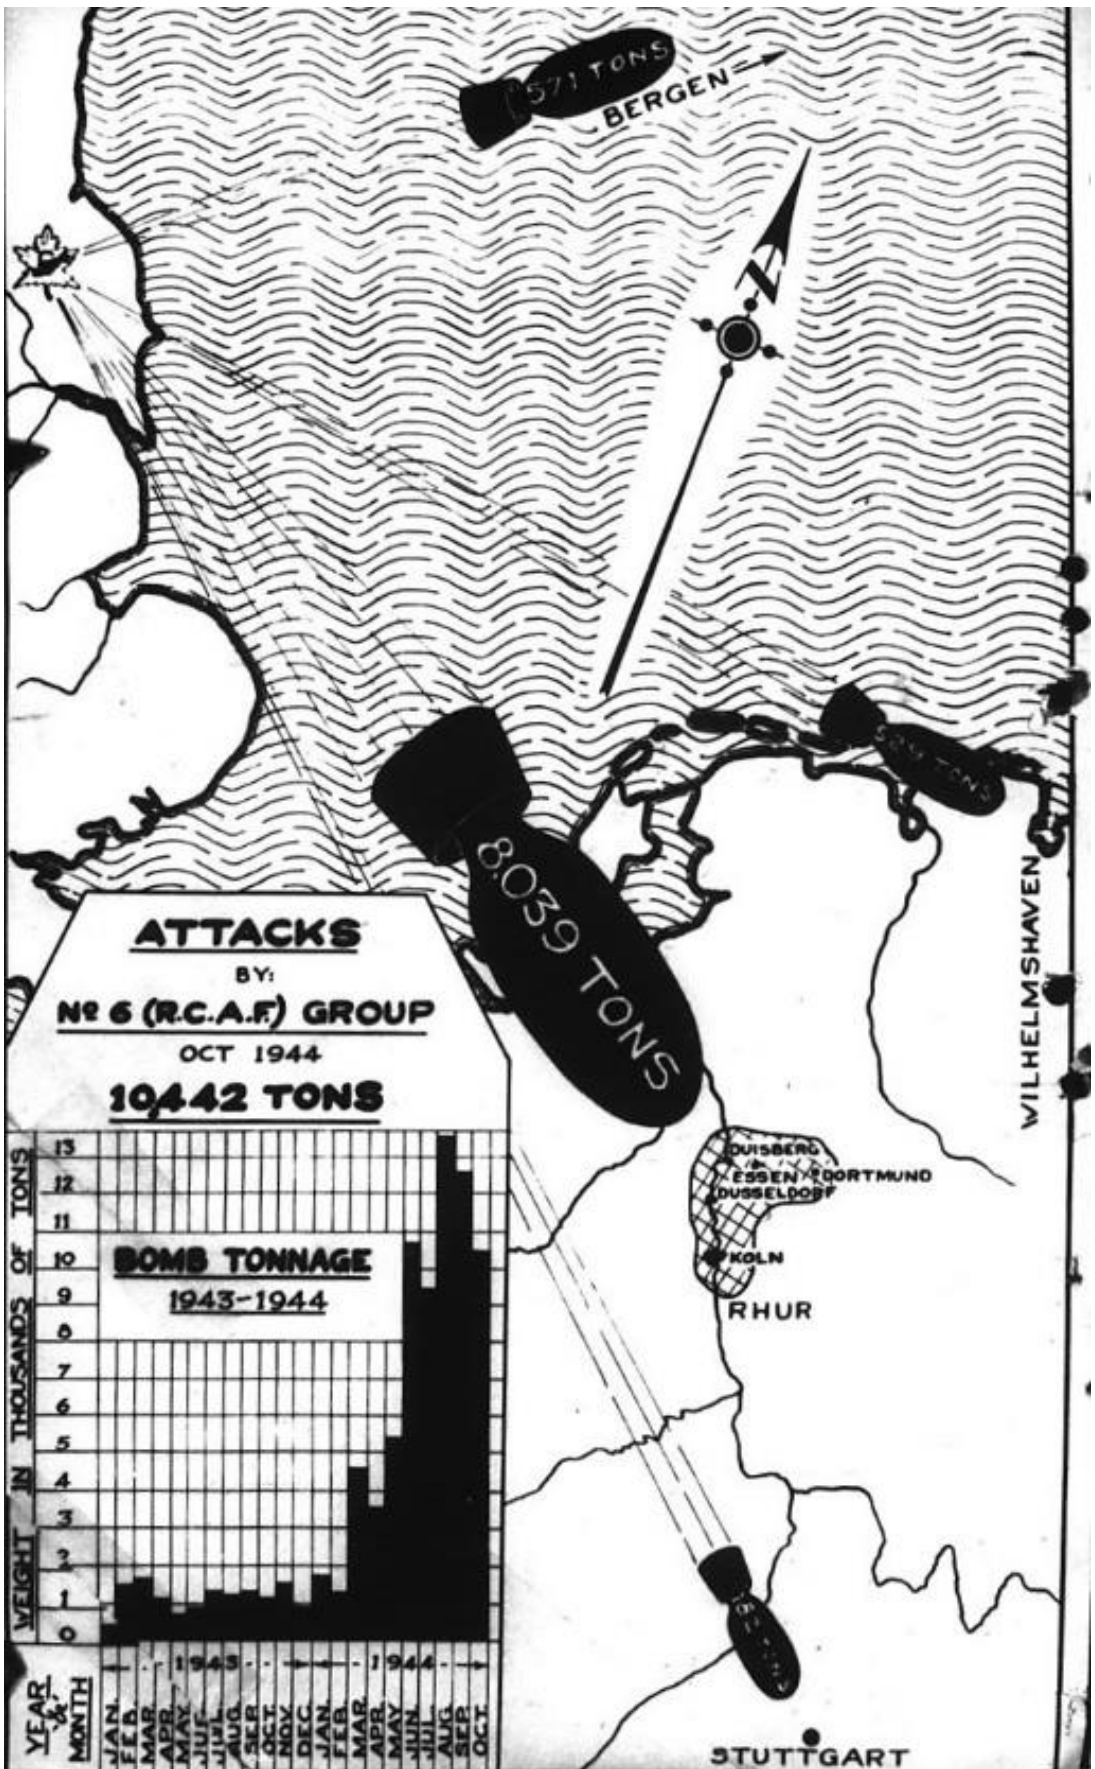 571 TONS
BERGEN
N
8.039 TONS
TONS
WILHELMSHAVEN
ATTACKS
BY:
Nº 6 (R.C.A.F.) GROUP
OCT 1944
10,442 TONS
BOMB TONNAGE
1943-1944
WEIGHT IN THOUSANDS OF TONS
13
12
11
10
9
8
7
6
5
4
3
2
1
0
1943
1944
YEAR
&
MONTH
JAN.
FEB.
MAR.
APR.
MAY.
JUN.
JUL.
AUG.
SEP.
OCT.
NOV.
DEC.
JAN.
FEB.
MAR.
APR.
MAY
JUN.
JUL.
AUG.
SEP.
OCT.
DUISBERG
ESSEN
DORTMUND
DUSSELDORF
KOLN
RHUR
STUTTGART